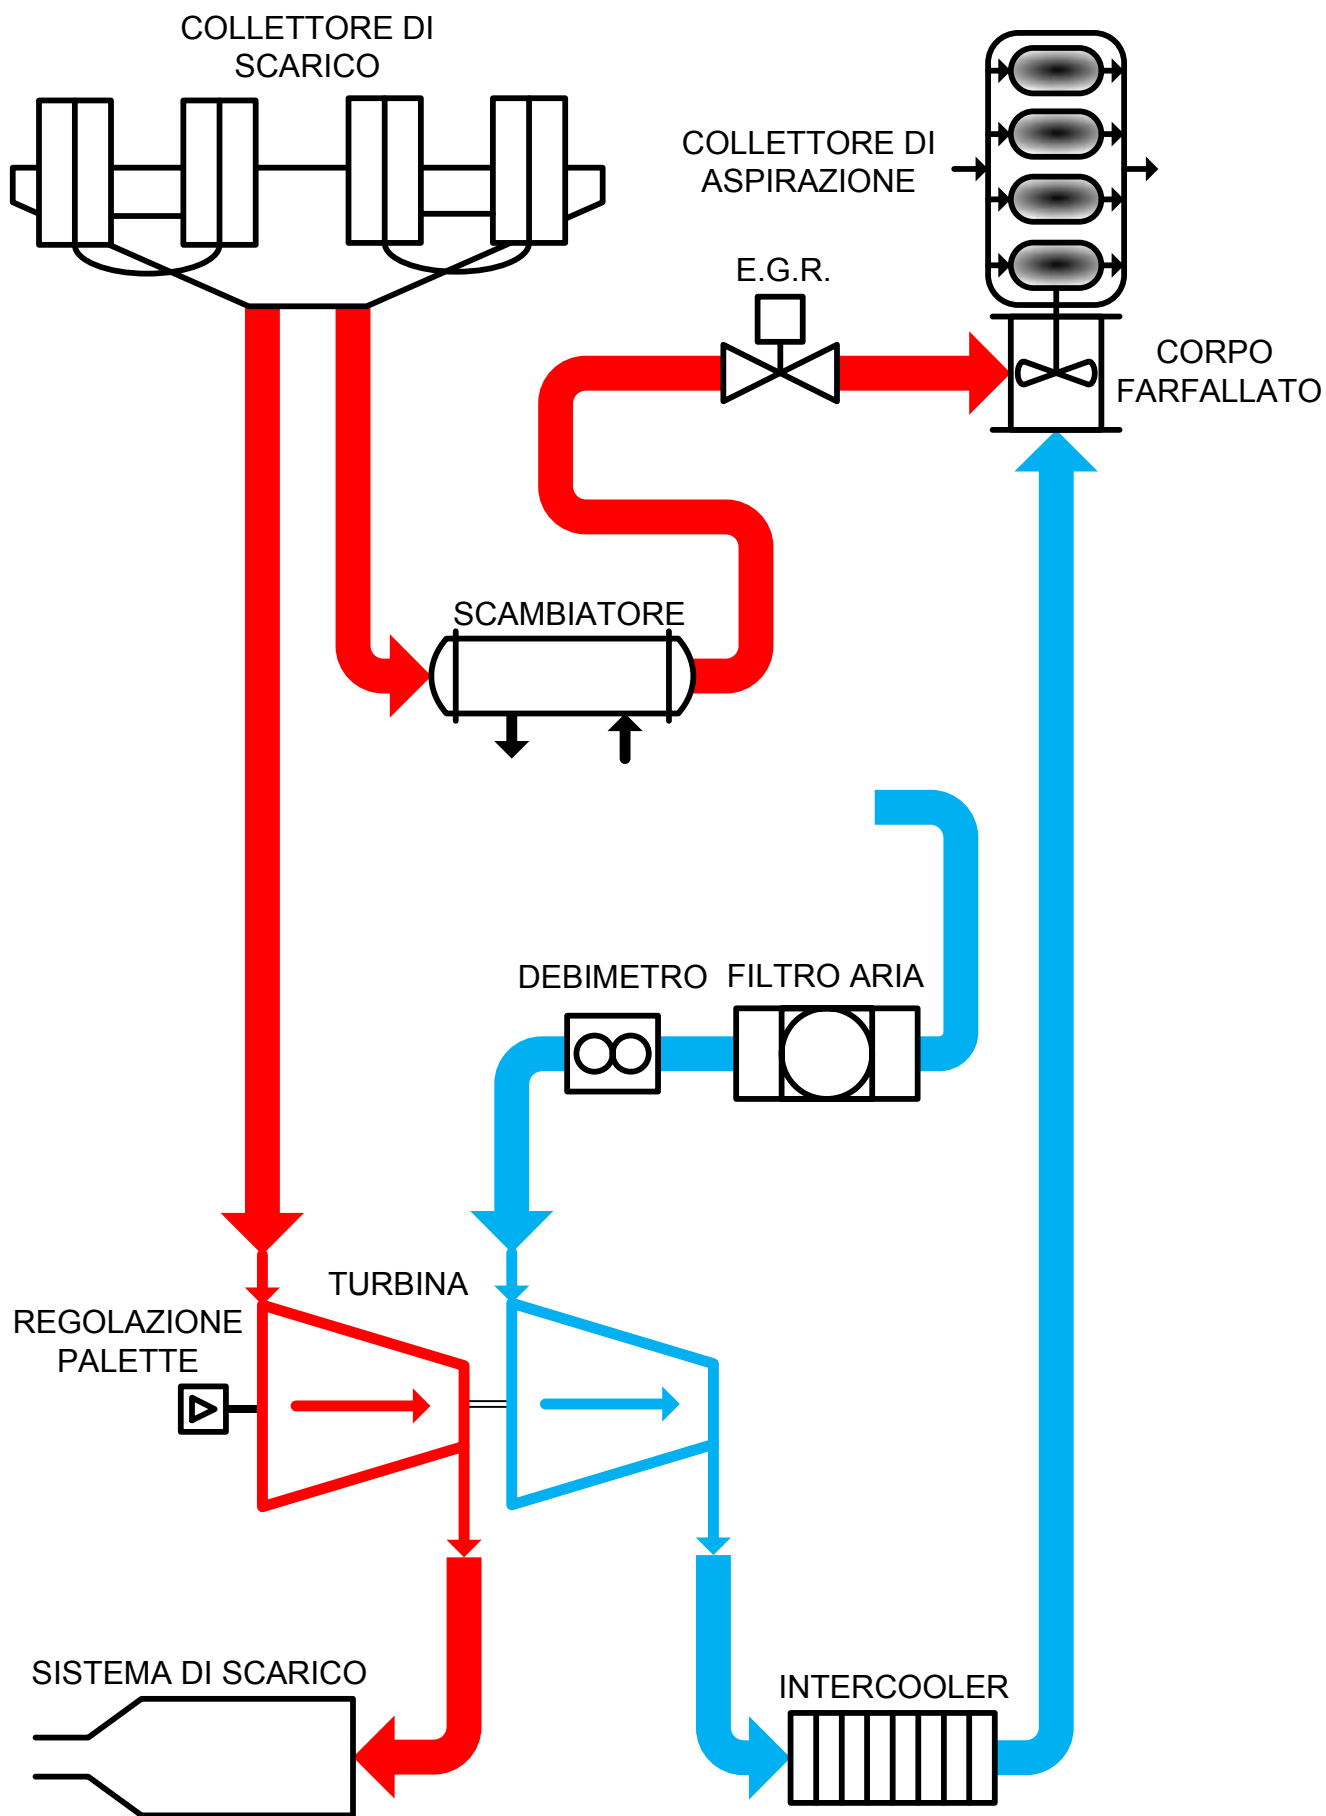 COLLETTORE DI
SCARICO
COLLETTORE DI
ASPIRAZIONE
E.G.R.
CORPO
FARFALLATO
SCAMBIATORE
DEBIMETRO
FILTRO ARIA
TURBINA
REGOLAZIONE
PALETTE
SISTEMA DI SCARICO
INTERCOOLER